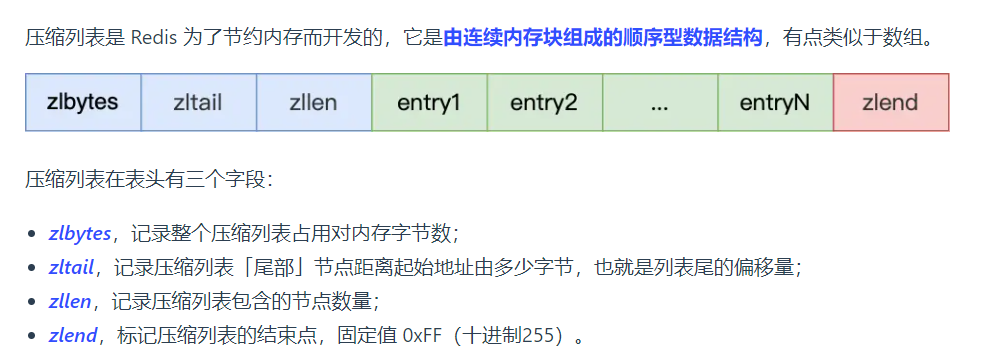 压缩列表是 Redis 为了节约内存而开发的，它是由连续内存块组成的顺序型数据结构，有点类似于数组。
zlbytes zltail zllen entry1 entry2 ... entryN zlend
压缩列表在表头有三个字段：
• zlbytes，记录整个压缩列表占用对内存字节数；
• zltail，记录压缩列表「尾部」节点距离起始地址由多少字节，也就是列表尾的偏移量；
• zllen，记录压缩列表包含的节点数量；
• zlend，标记压缩列表的结束点，固定值 0xFF（十进制255）。